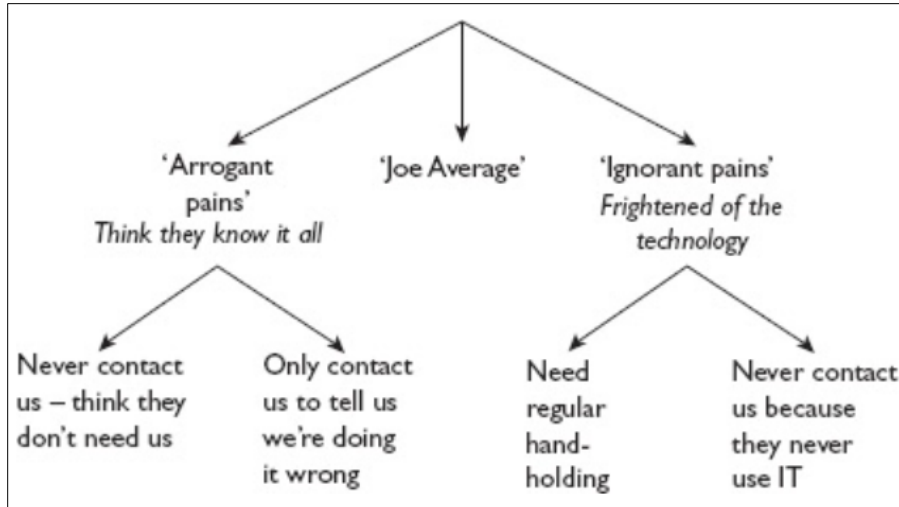 ‘Arrogant
pains’
Think they know it all
‘Joe Average’
‘Ignorant pains’
Frightened of the
technology
Never contact
us – think they
don’t need us
Only contact
us to tell us
we’re doing
it wrong
Need
regular
hand-
holding
Never contact
us because
they never
use IT